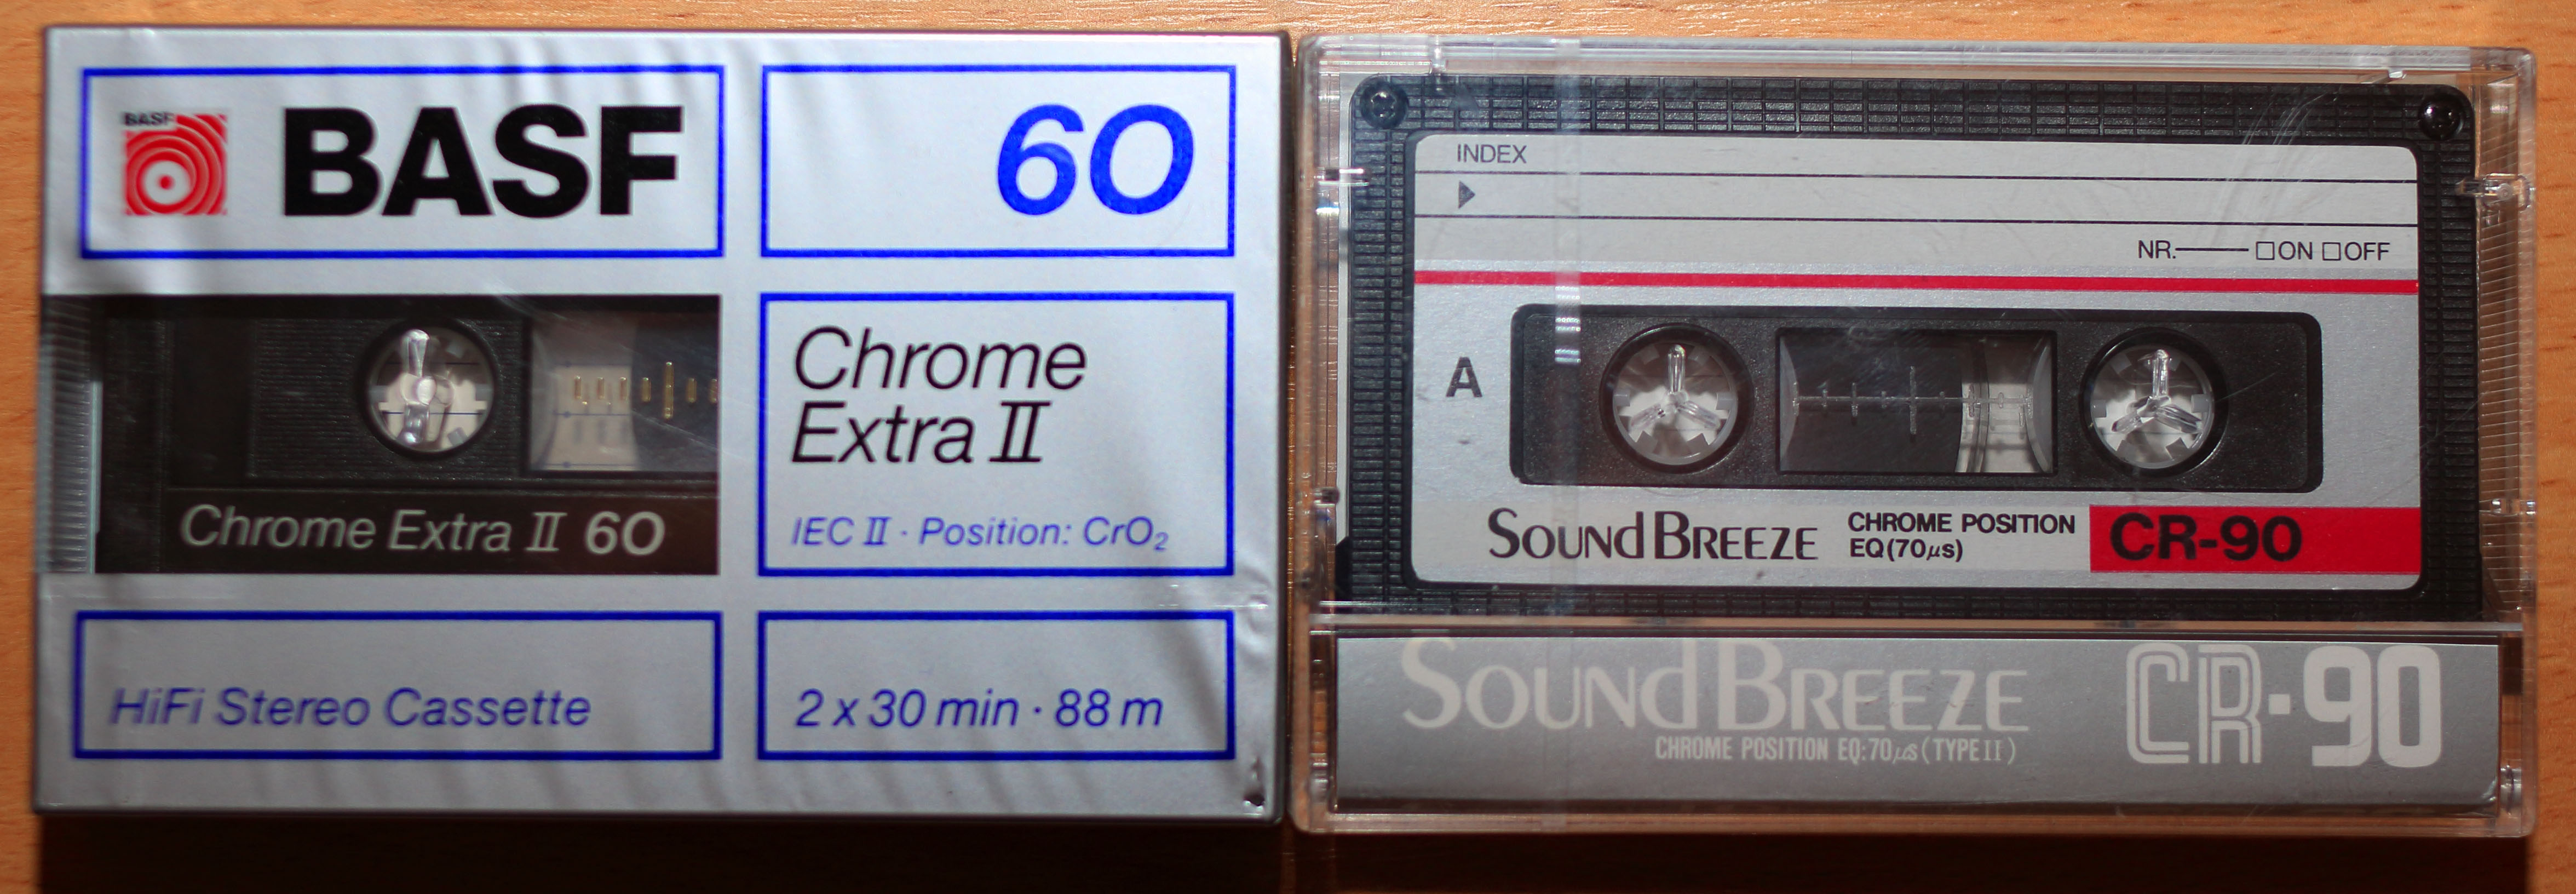 BASF
BASF
60
Chrome Extra II 60
Chrome
Extra II
IEC II · Position: CrO₂
HiFi Stereo Cassette
2 x 30 min · 88 m
INDEX
NR. □ON □OFF
A
SOUND BREEZE
CHROME POSITION
EQ(70μs)
CR-90
SOUND BREEZE
CHROME POSITION EQ:70μs (TYPE II)
CR·90